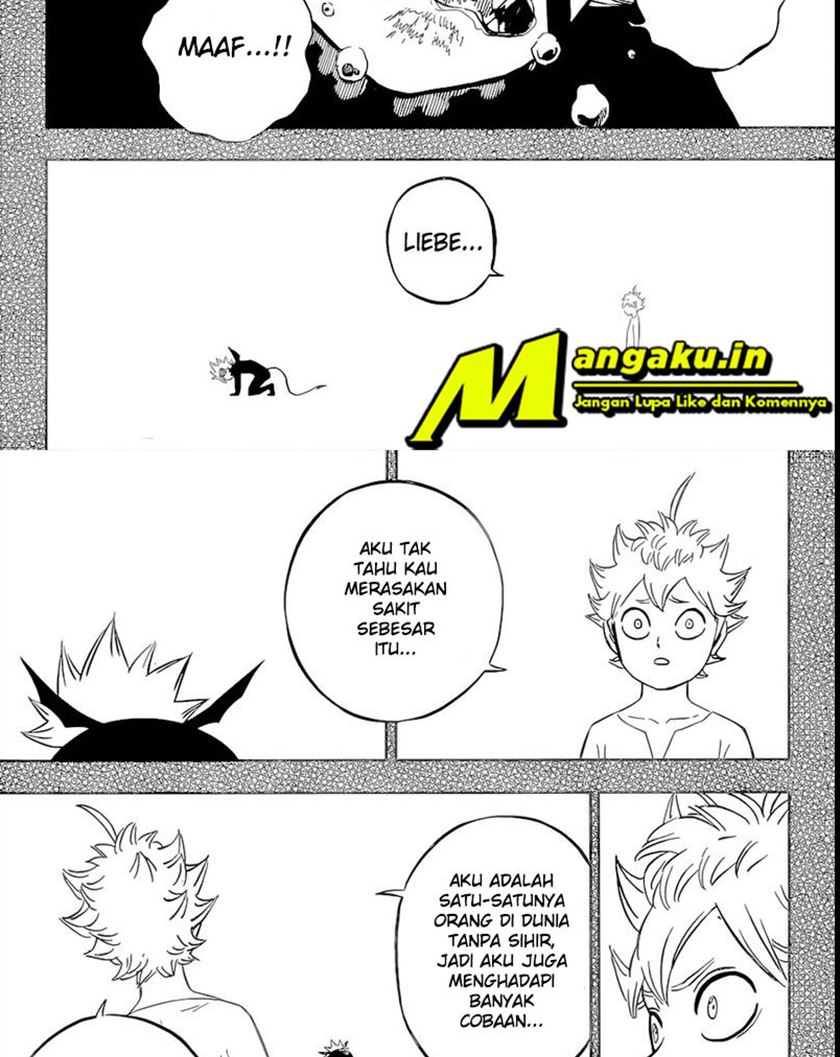 MAAF...!!
LIEBE...
Mangaku.in
Jangan Lupa Like dan Komennya
AKU TAK
TAHU KAU
MERASAKAN
SAKIT
SEBESAR
ITU...
AKU ADALAH
SATU-SATUNYA
ORANG DI DUNIA
TANPA SIHIR,
JADI AKU JUGA
MENGHADAPI
BANYAK
COBAAN...